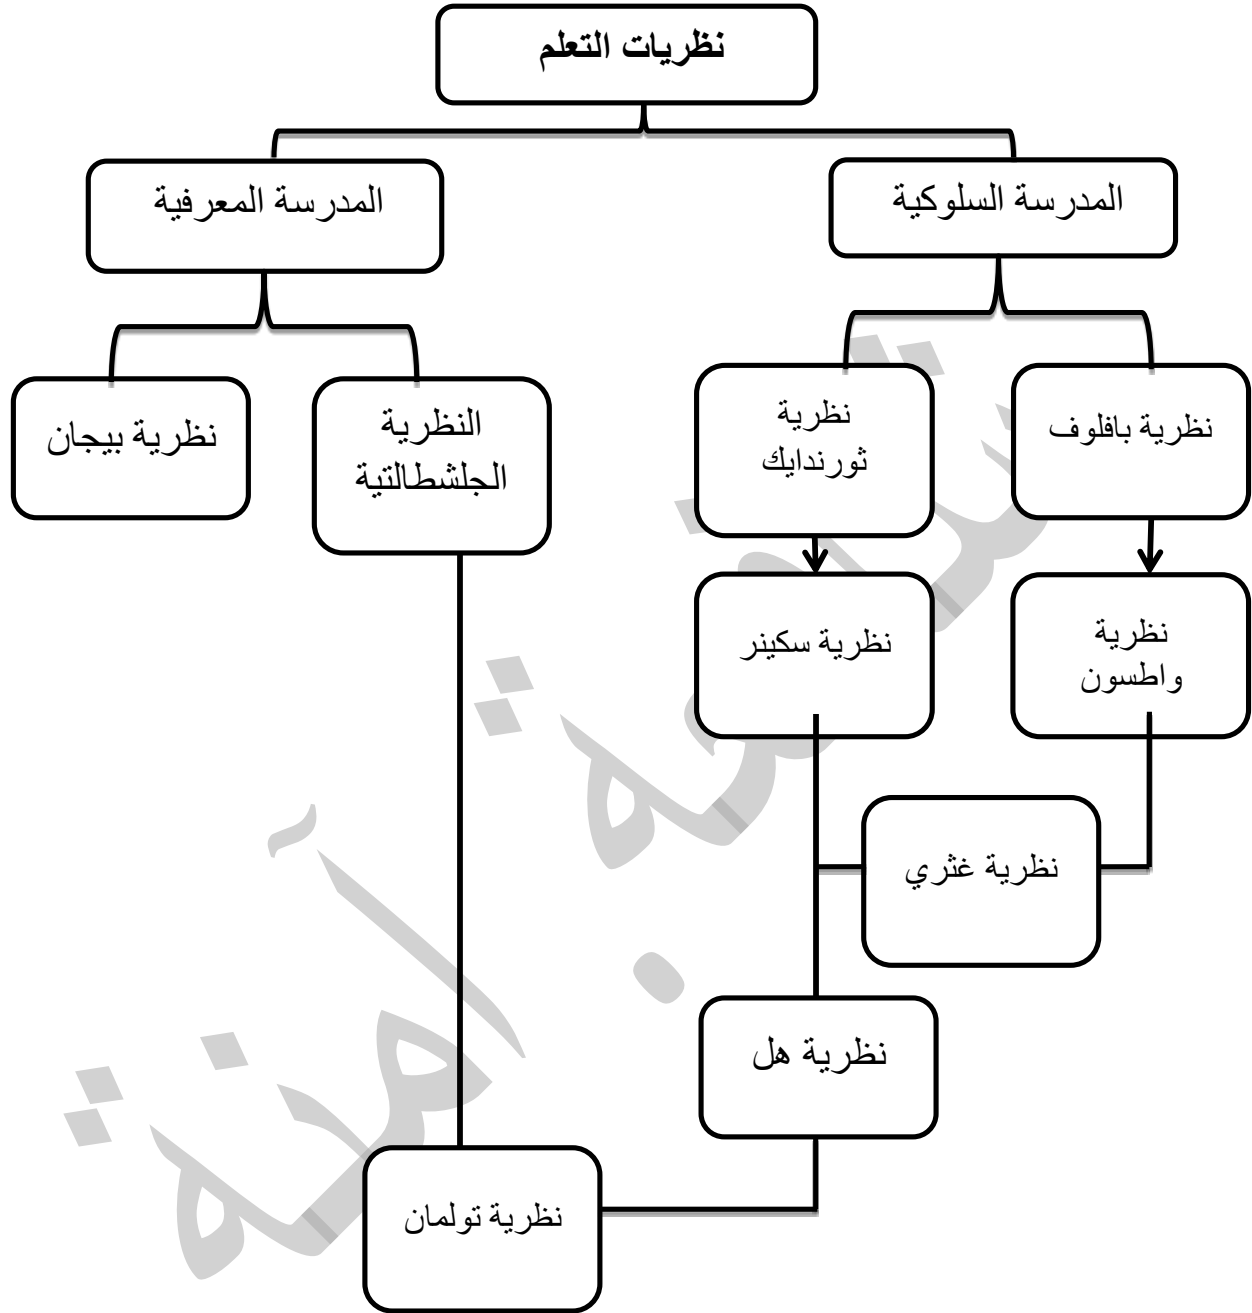 نظريات التعلم
المدرسة السلوكية
المدرسة المعرفية
نظرية بافلوف
نظرية
ثورندايك
النظرية
الجلشطالتية
نظرية بيجان
نظرية
واطسون
نظرية سكينر
نظرية غثري
نظرية هل
نظرية تولمان